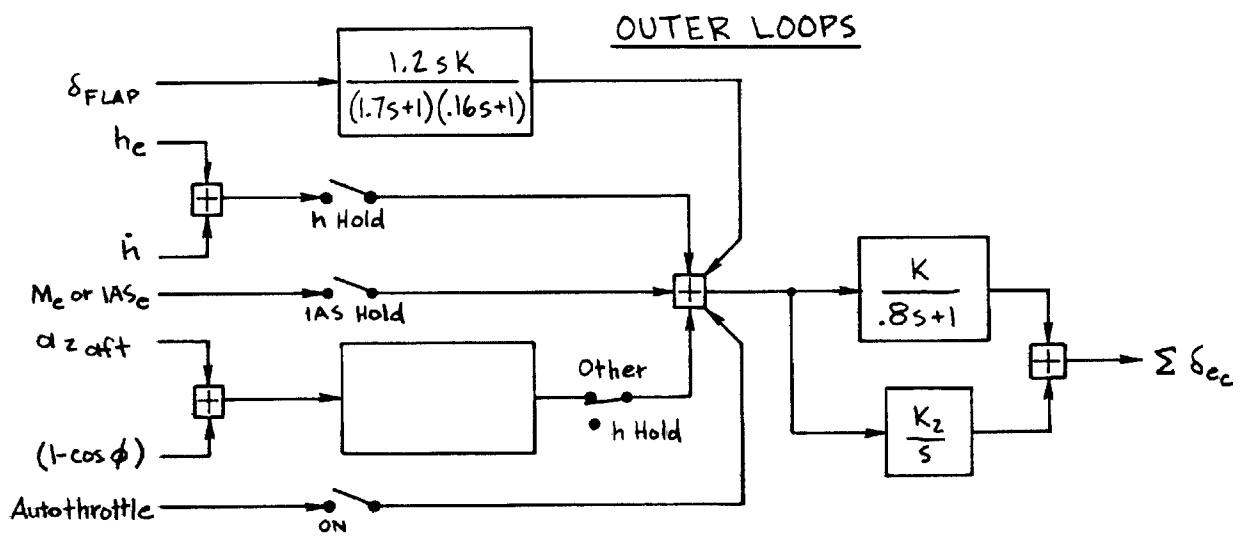 OUTER LOOPS
δFLAP
1.2 s K
(1.7s+1)(.16s+1)
he
+
ḣ
h Hold
Me or IASe
IAS Hold
+
K
.8s+1
+
Σ δec
K2
s
az aft
+
Other
h Hold
(1-cos ϕ)
Autothrottle
ON